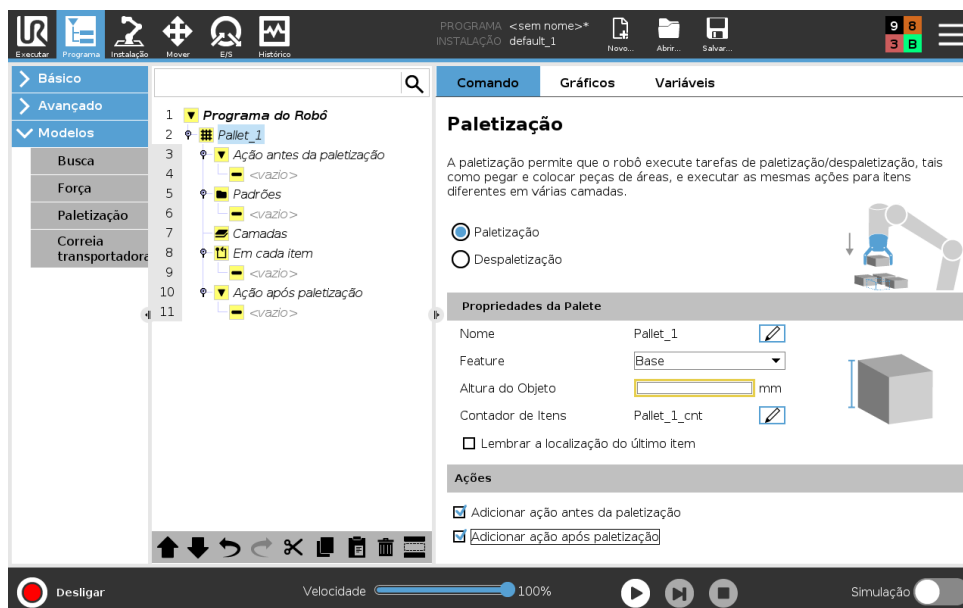 UR
PROGRAMA <sem nome>*
INSTALAÇÃO default_1
Executar Programa Instalação Mover E/S Histórico Novo... Abrir... Salvar...
9 8
3 B
Básico
Avançado
Modelos
Busca
Força
Paletização
Correia
transportadora
1 Programa do Robô
2 Pallet_1
3 Ação antes da paletização
4 <vazio>
5 Padrões
6 <vazio>
7 Camadas
8 Em cada item
9 <vazio>
10 Ação após paletização
11 <vazio>
Comando Gráficos Variáveis
Paletização
A paletização permite que o robô execute tarefas de paletização/despaletização, tais
como pegar e colocar peças de áreas, e executar as mesmas ações para itens
diferentes em várias camadas.
Paletização
Despaletização
Propriedades da Palete
Nome Pallet_1
Feature Base
Altura do Objeto mm
Contador de Itens Pallet_1_cnt
Lembrar a localização do último item
Ações
Adicionar ação antes da paletização
Adicionar ação após paletização
Desligar Velocidade 100% Simulação